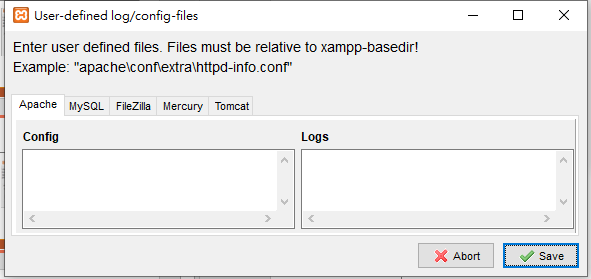 User-defined log/config-files
Enter user defined files. Files must be relative to xampp-basedir!
Example: "apache\conf\extra\httpd-info.conf"
Apache MySQL FileZilla Mercury Tomcat
Config Logs
Abort Save